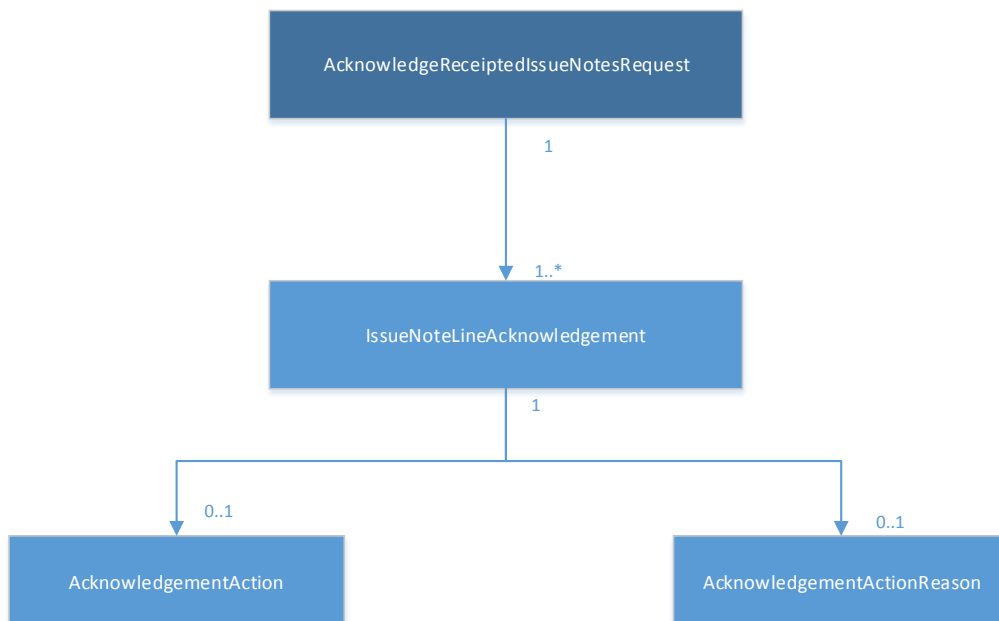 AcknowledgeReceiptedIssueNotesRequest
1
1..*
IssueNoteLineAcknowledgement
1
0..1
0..1
AcknowledgementAction
AcknowledgementActionReason